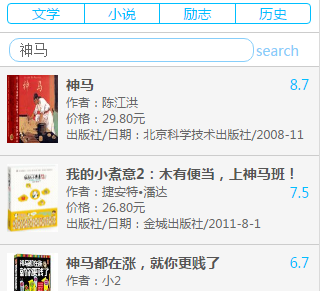 文学 小说 励志 历史
神马 search
神马 8.7
作者：陈江洪
价格：29.80元
出版社/日期：北京科学技术出版社/2008-11
我的小煮意2：木有便当，上神马班！
作者：捷安特•潘达 7.5
价格：26.80元
出版社/日期：金城出版社/2011-8-1
神马都在涨，就你更贱了 6.7
作者：小2